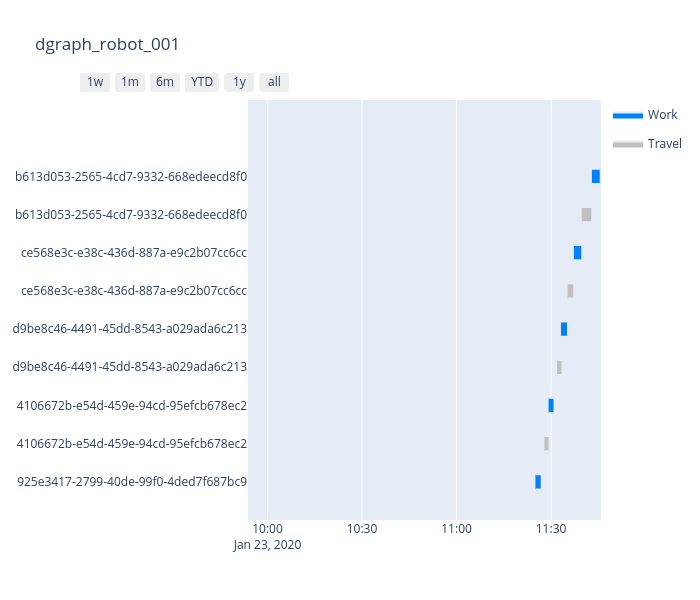 dgraph_robot_001
1w 1m 6m YTD 1y all
Work
Travel
b613d053-2565-4cd7-9332-668edeecd8f0
b613d053-2565-4cd7-9332-668edeecd8f0
ce568e3c-e38c-436d-887a-e9c2b07cc6cc
ce568e3c-e38c-436d-887a-e9c2b07cc6cc
d9be8c46-4491-45dd-8543-a029ada6c213
d9be8c46-4491-45dd-8543-a029ada6c213
4106672b-e54d-459e-94cd-95efcb678ec2
4106672b-e54d-459e-94cd-95efcb678ec2
925e3417-2799-40de-99f0-4ded7f687bc9
10:00 10:30 11:00 11:30
Jan 23, 2020